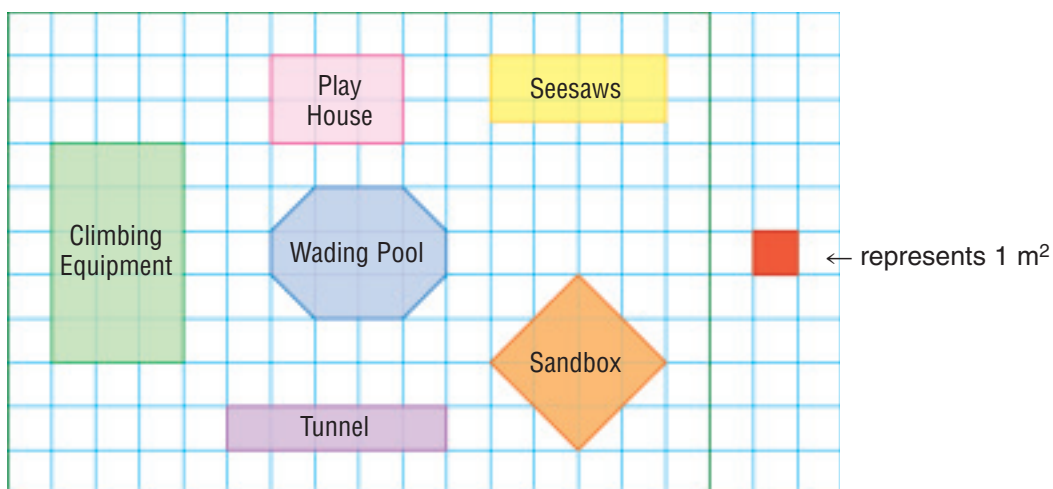 Play
House
Seesaws
Climbing
Equipment
Wading Pool
← represents 1 m²
Sandbox
Tunnel